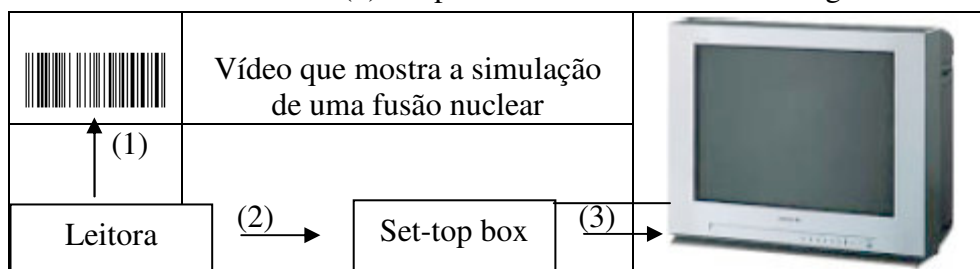 Vídeo que mostra a simulação
de uma fusão nuclear
(1)
Leitora
(2)
Set-top box
(3)